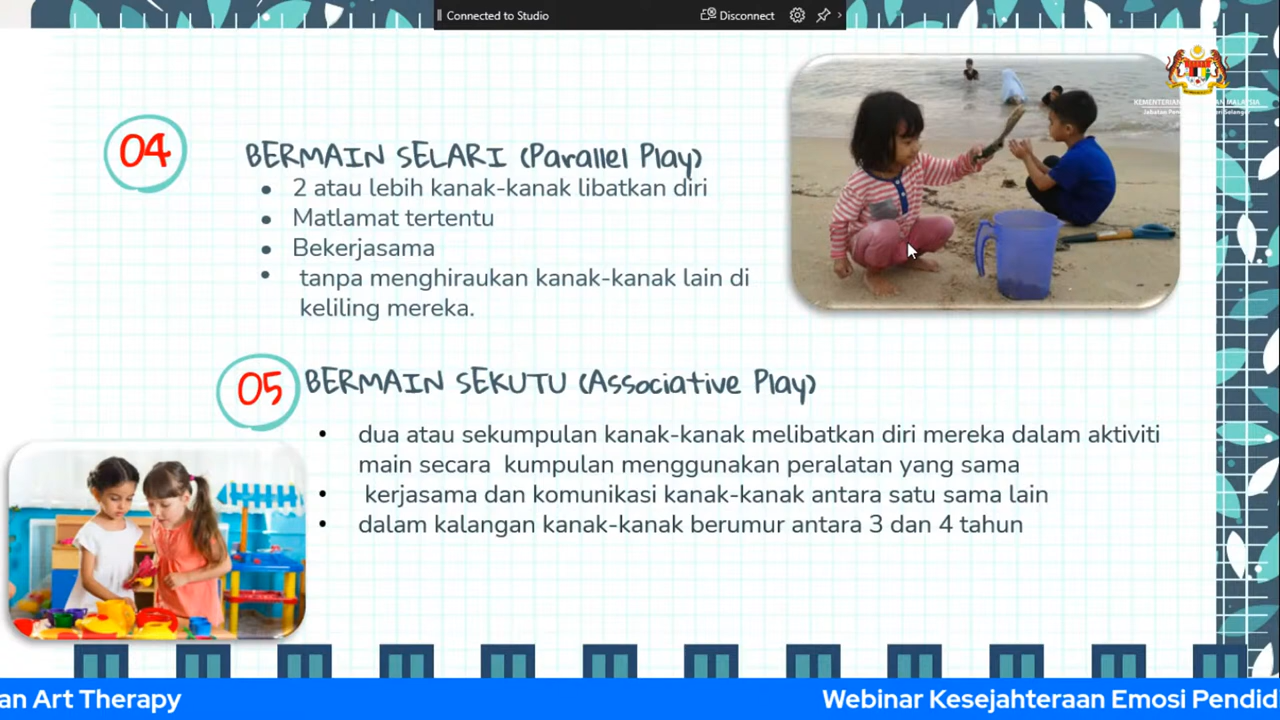 Connected to Studio
Disconnect
04
BERMAIN SELARI (Parallel Play)
2 atau lebih kanak-kanak libatkan diri
Matlamat tertentu
Bekerjasama
tanpa menghiraukan kanak-kanak lain di
keliling mereka.
05
BERMAIN SEKUTU (Associative Play)
dua atau sekumpulan kanak-kanak melibatkan diri mereka dalam aktiviti
main secara kumpulan menggunakan peralatan yang sama
kerjasama dan komunikasi kanak-kanak antara satu sama lain
dalam kalangan kanak-kanak berumur antara 3 dan 4 tahun
an Art Therapy
Webinar Kesejahteraan Emosi Pendid